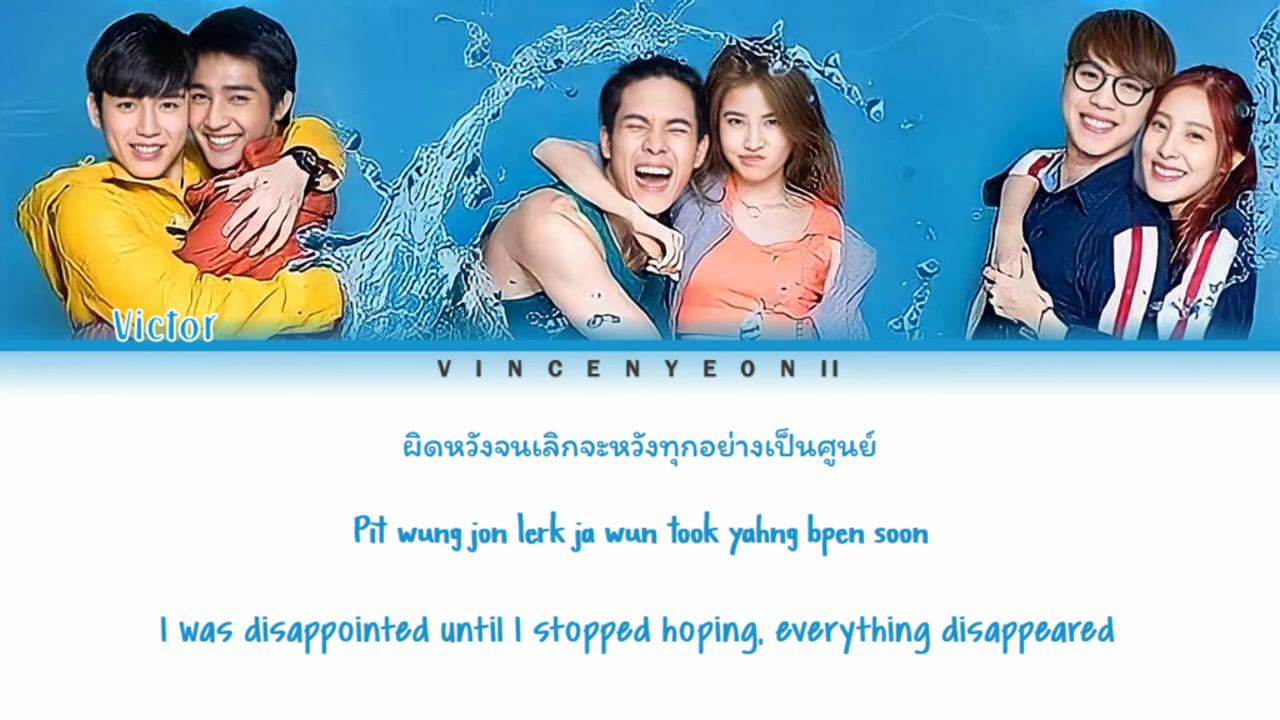 Victor
VINCENYEONII
ผิดหวังจนเลิกจะหวังทุกอย่างเป็นศูนย์
Pit wung jon lerk ja wun took yahng bpen soon
I was disappointed until I stopped hoping, everything disappeared